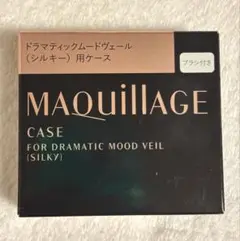 ドラマティックムードヴェール
（シルキー）用ケース
ブラシ付き
MAQuillAGE
CASE
FOR DRAMATIC MOOD VEIL
(SILKY)